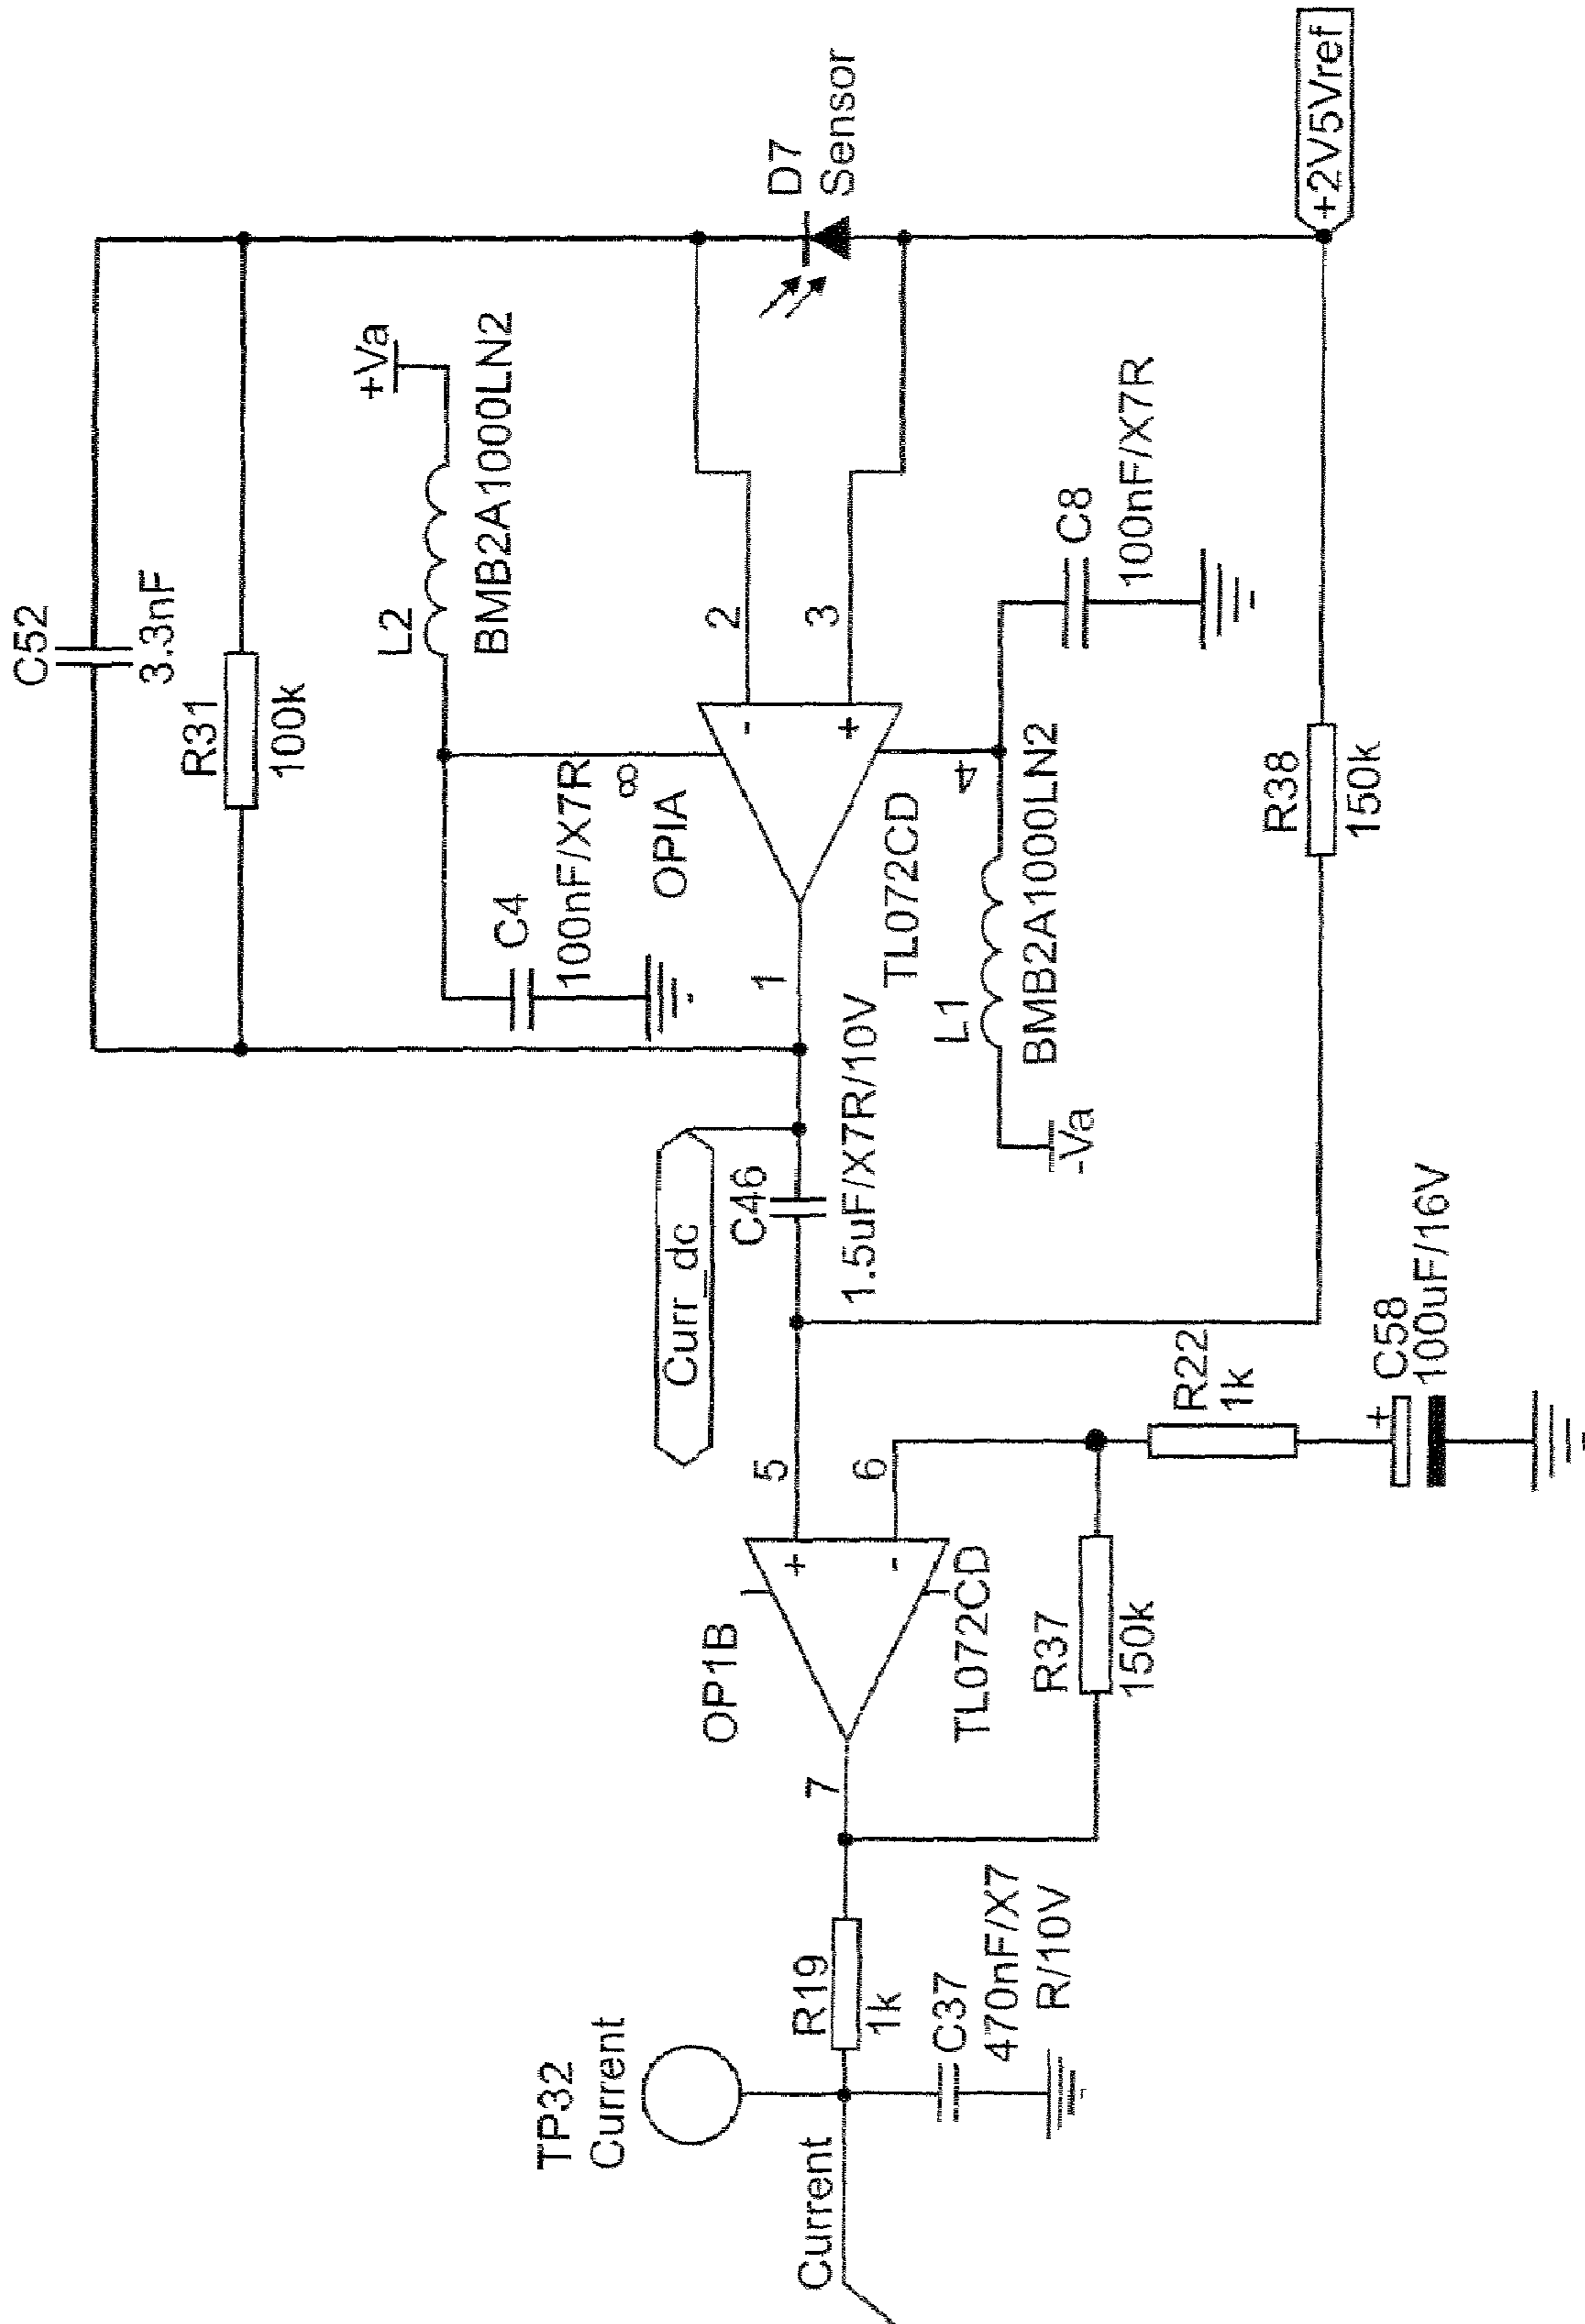 TP32
Current
Current
R19
1k
C37
470nF/X7
R/10V
7
OP1B
TL072CD
+
-
R37
150k
5
6
R22
1k
C58
+
100uF/16V
Curr_dc
C46
1.5uF/X7R/10V
1
C4
100nF/X7R
8
OPIA
TL072CD
-
+
4
L1
BMB2A1000LN2
-Va
C52
3.3nF
R31
100k
L2
BMB2A1000LN2
+Va
2
3
C8
100nF/X7R
R38
150k
D7
Sensor
+2V5Vref